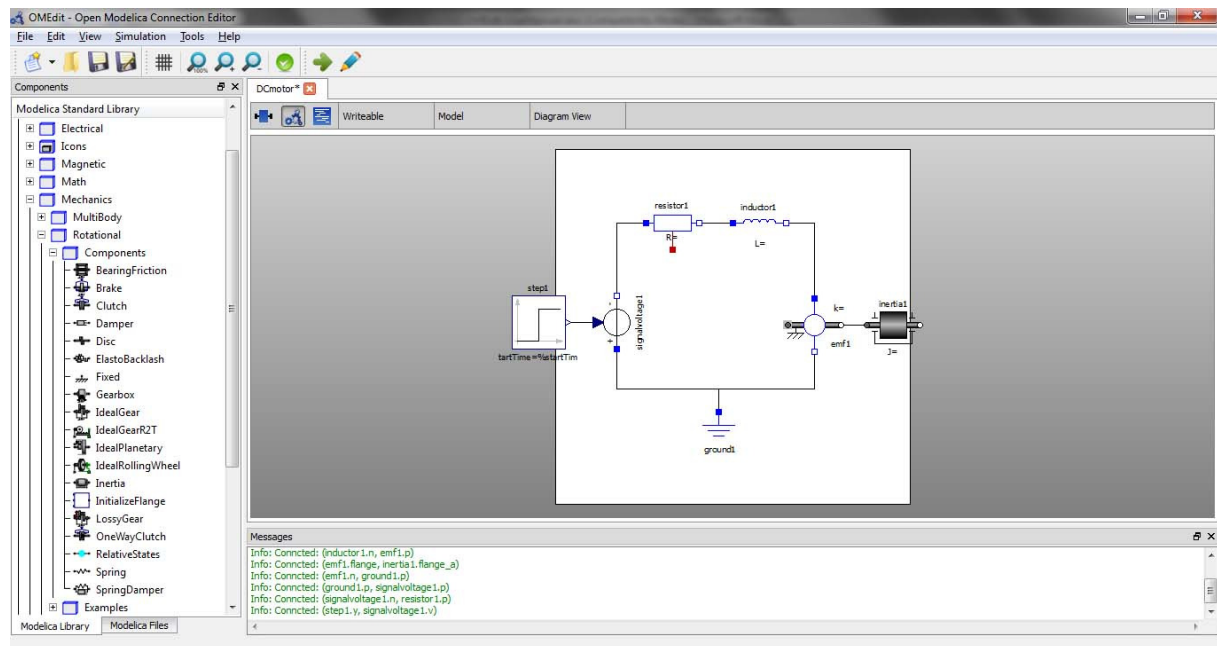 OMEdit - Open Modelica Connection Editor
File Edit View Simulation Tools Help
100%
Components
DCmotor*
Modelica Standard Library
Writeable Model Diagram View
Electrical
Icons
Magnetic
Math
Mechanics
MultiBody
Rotational
Components
BearingFriction
Brake
Clutch
Damper
Disc
ElastoBacklash
Fixed
Gearbox
IdealGear
IdealGearR2T
IdealPlanetary
IdealRollingWheel
Inertia
InitializeFlange
LossyGear
OneWayClutch
RelativeStates
Spring
SpringDamper
Examples
Modelica Library Modelica Files
resistor1
inductor1
R=
L=
step1
tartTime=%startTim
-
+
signalvoltage1
k=
emf1
inertia1
J=
ground1
Messages
Info: Conncted: (inductor1.n, emf1.p)
Info: Conncted: (emf1.flange, inertia1.flange_a)
Info: Conncted: (emf1.n, ground1.p)
Info: Conncted: (ground1.p, signalvoltage1.p)
Info: Conncted: (signalvoltage1.n, resistor1.p)
Info: Conncted: (step1.y, signalvoltage1.v)